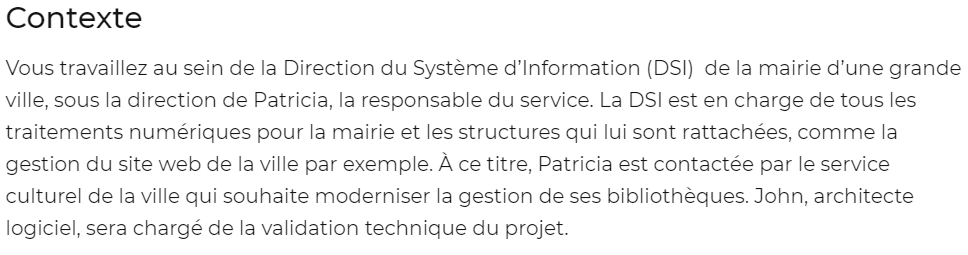 Contexte
Vous travaillez au sein de la Direction du Système d’Information (DSI)  de la mairie d’une grande
ville, sous la direction de Patricia, la responsable du service. La DSI est en charge de tous les
traitements numériques pour la mairie et les structures qui lui sont rattachées, comme la
gestion du site web de la ville par exemple. À ce titre, Patricia est contactée par le service
culturel de la ville qui souhaite moderniser la gestion de ses bibliothèques. John, architecte
logiciel, sera chargé de la validation technique du projet.